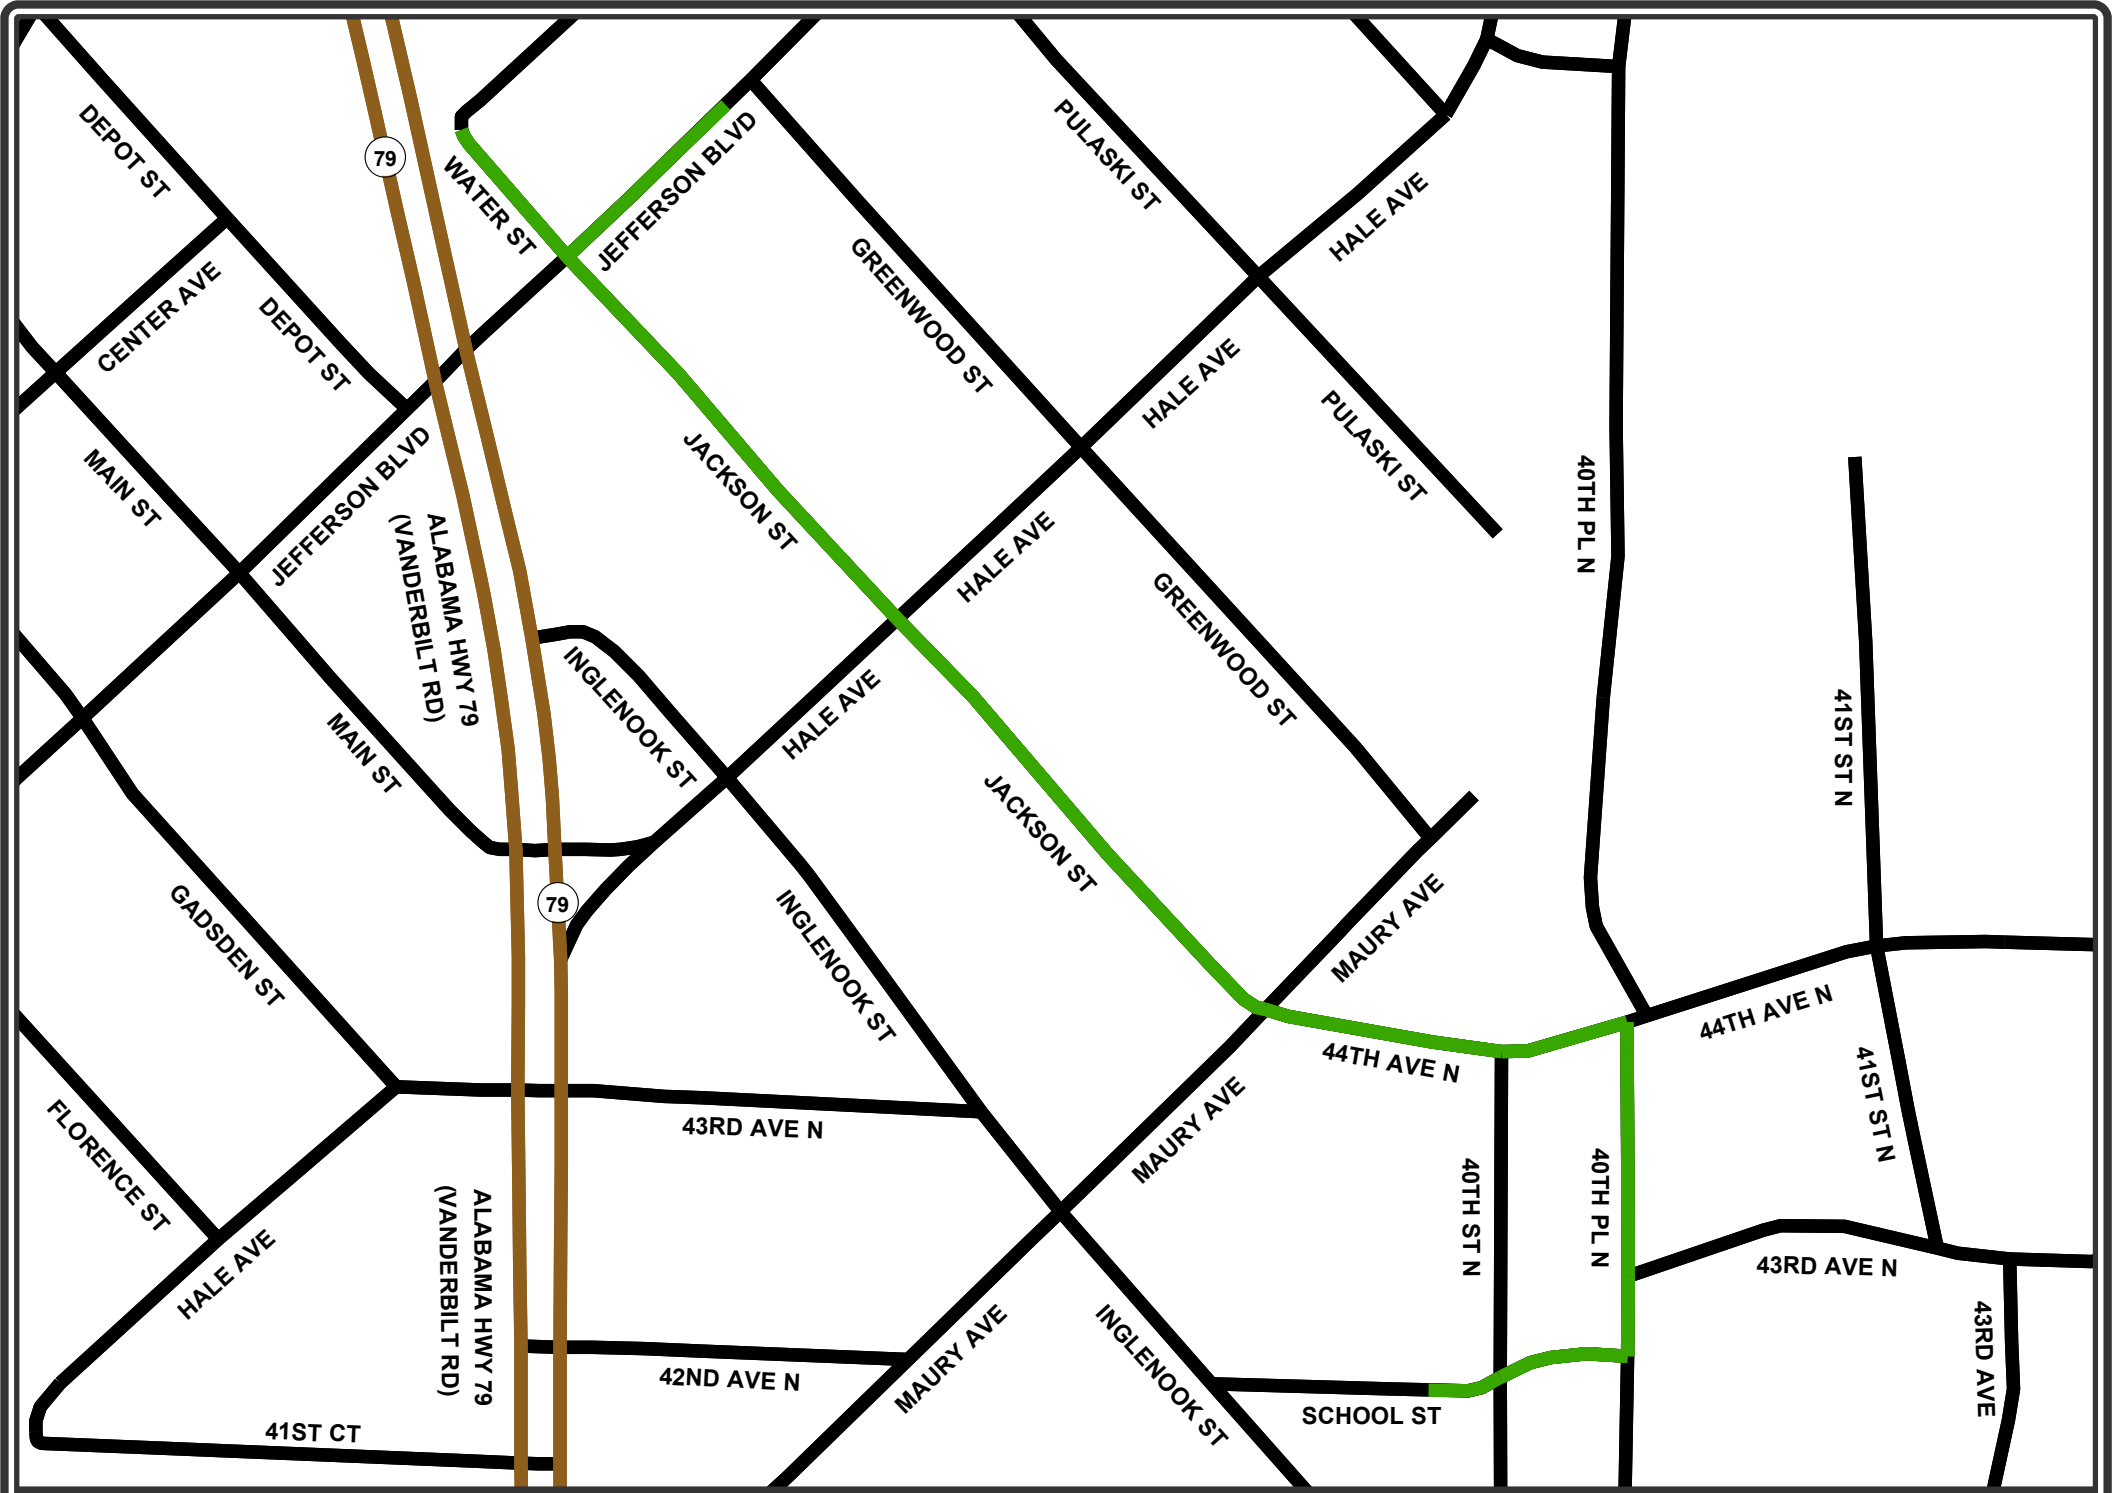 DEPOT ST
79
WATER ST
JEFFERSON BLVD
PULASKI ST
HALE AVE
CENTER AVE
DEPOT ST
GREENWOOD ST
HALE AVE
PULASKI ST
MAIN ST
JEFFERSON BLVD
JACKSON ST
40TH PL N
ALABAMA HWY 79
(VANDERBILT RD)
HALE AVE
GREENWOOD ST
INGLENOOK ST
HALE AVE
MAIN ST
41ST ST N
JACKSON ST
79
GADSDEN ST
INGLENOOK ST
MAURY AVE
44TH AVE N
44TH AVE N
41ST ST N
FLORENCE ST
43RD AVE N
MAURY AVE
40TH ST N
40TH PL N
HALE AVE
ALABAMA HWY 79
(VANDERBILT RD)
43RD AVE N
43RD AVE
42ND AVE N
MAURY AVE
INGLENOOK ST
SCHOOL ST
41ST CT